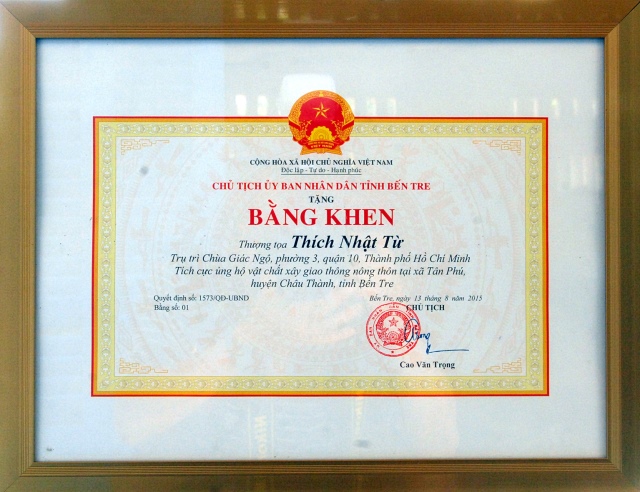 CỘNG HÒA XÃ HỘI CHỦ NGHĨA VIỆT NAM
Độc lập - Tự do - Hạnh phúc
CHỦ TỊCH ỦY BAN NHÂN DÂN TỈNH BẾN TRE
TẶNG
BẰNG KHEN
Thượng tọa Thích Nhật Từ
Trụ trì Chùa Giác Ngộ, phường 3, quận 10, Thành phố Hồ Chí Minh
Tích cực ủng hộ vật chất xây giao thông nông thôn tại xã Tân Phú,
huyện Châu Thành, tỉnh Bến Tre
Quyết định số: 1573/QĐ-UBND
Bằng số: 01
Bến Tre, ngày 13 tháng 8 năm 2015
CHỦ TỊCH
Cao Văn Trọng